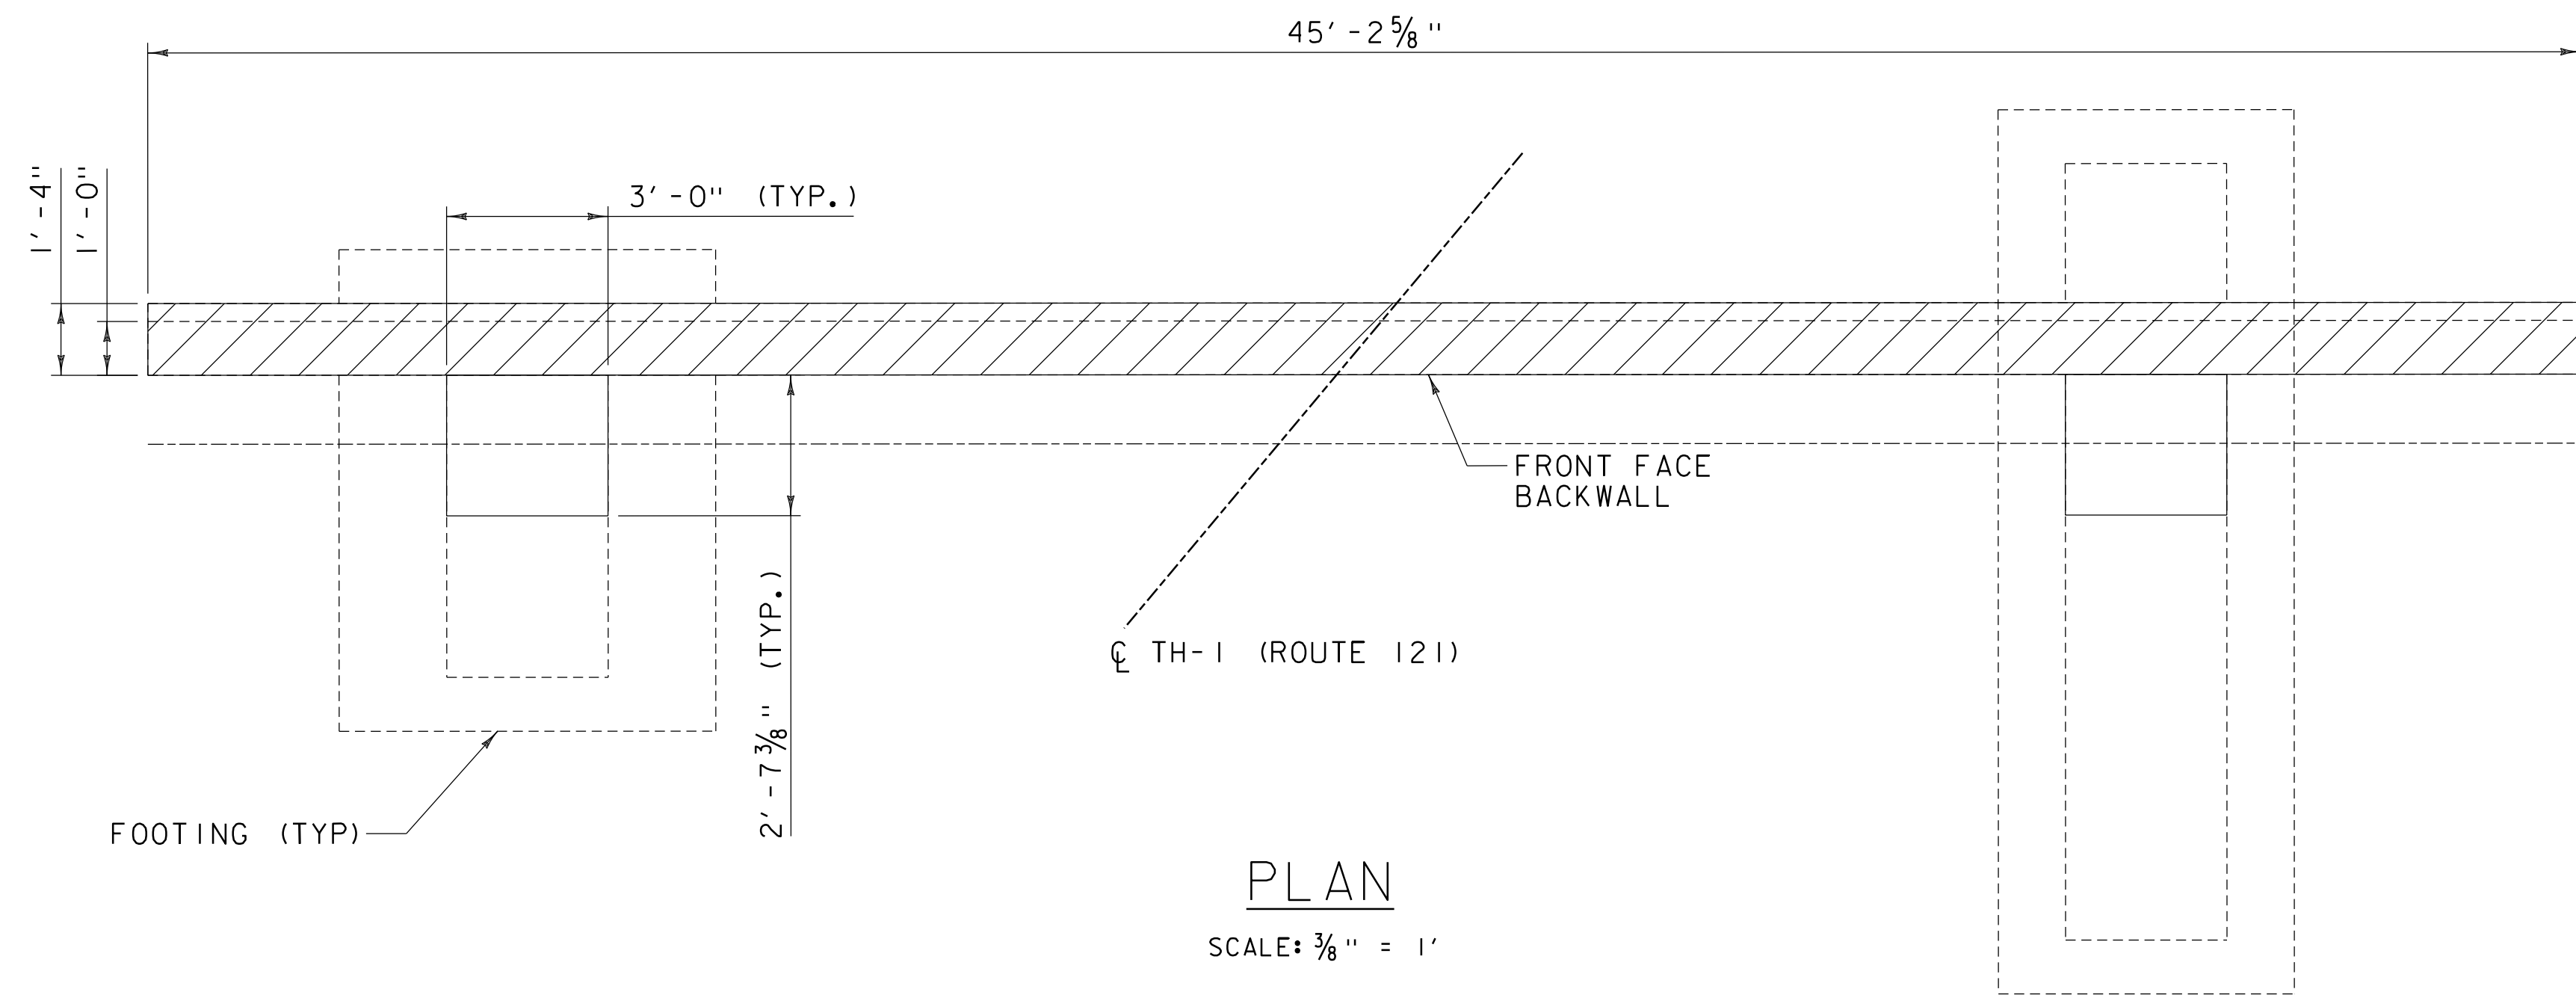 45'-2⅝"
1'-4"
1'-0"
3'-0" (TYP.)
FRONT FACE
BACKWALL
2'-7⅜" (TYP.)
℄ TH-1 (ROUTE 121)
FOOTING (TYP)
PLAN
SCALE: ⅜" = 1'